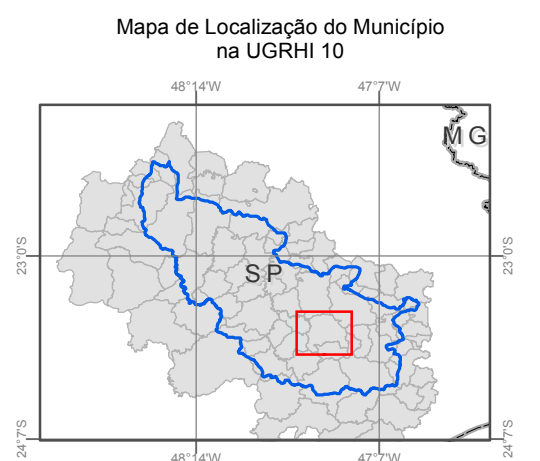 Mapa de Localização do Município
na UGRHI 10
48°14'W 47°7'W
MG
23°0'S 23°0'S
SP
24°7'S 24°7'S
48°14'W 47°7'W